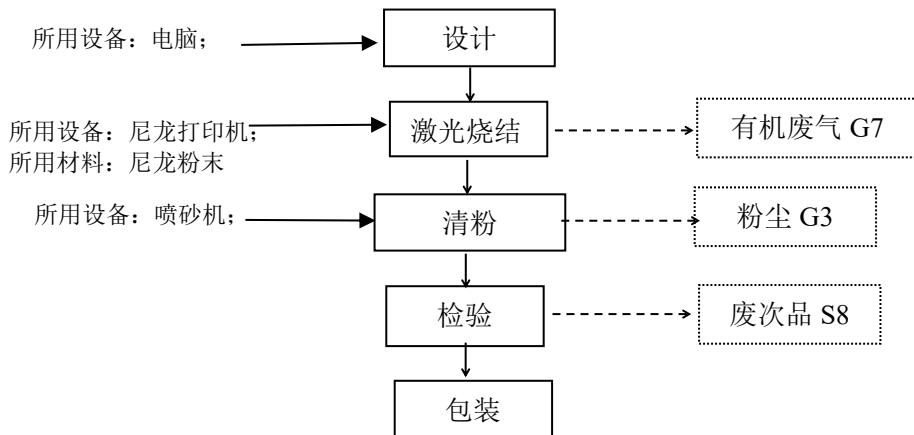 所用设备：电脑；
设计
所用设备：尼龙打印机；
所用材料：尼龙粉末
激光烧结
有机废气 G7
所用设备：喷砂机；
清粉
粉尘 G3
检验
废次品 S8
包装